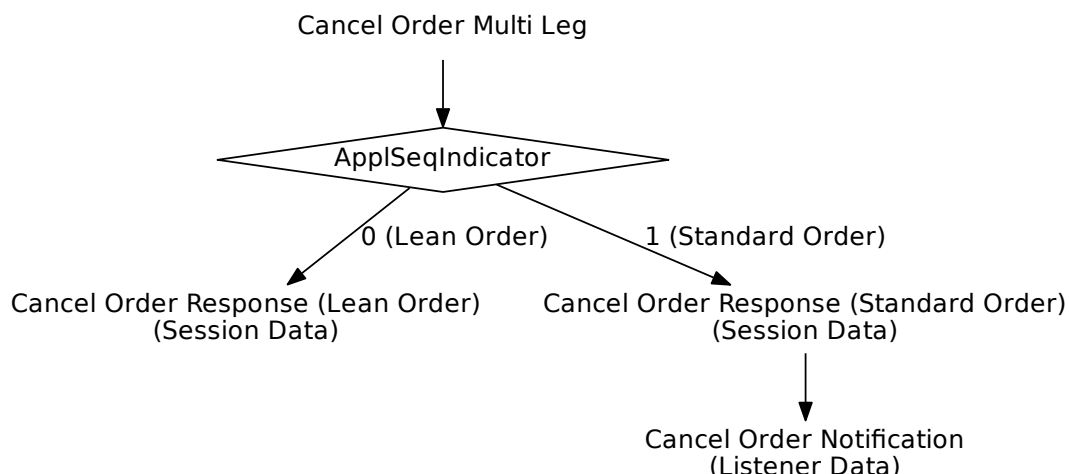 Cancel Order Multi Leg
ApplSeqIndicator
0 (Lean Order)
1 (Standard Order)
Cancel Order Response (Lean Order)
(Session Data)
Cancel Order Response (Standard Order)
(Session Data)
Cancel Order Notification
(Listener Data)